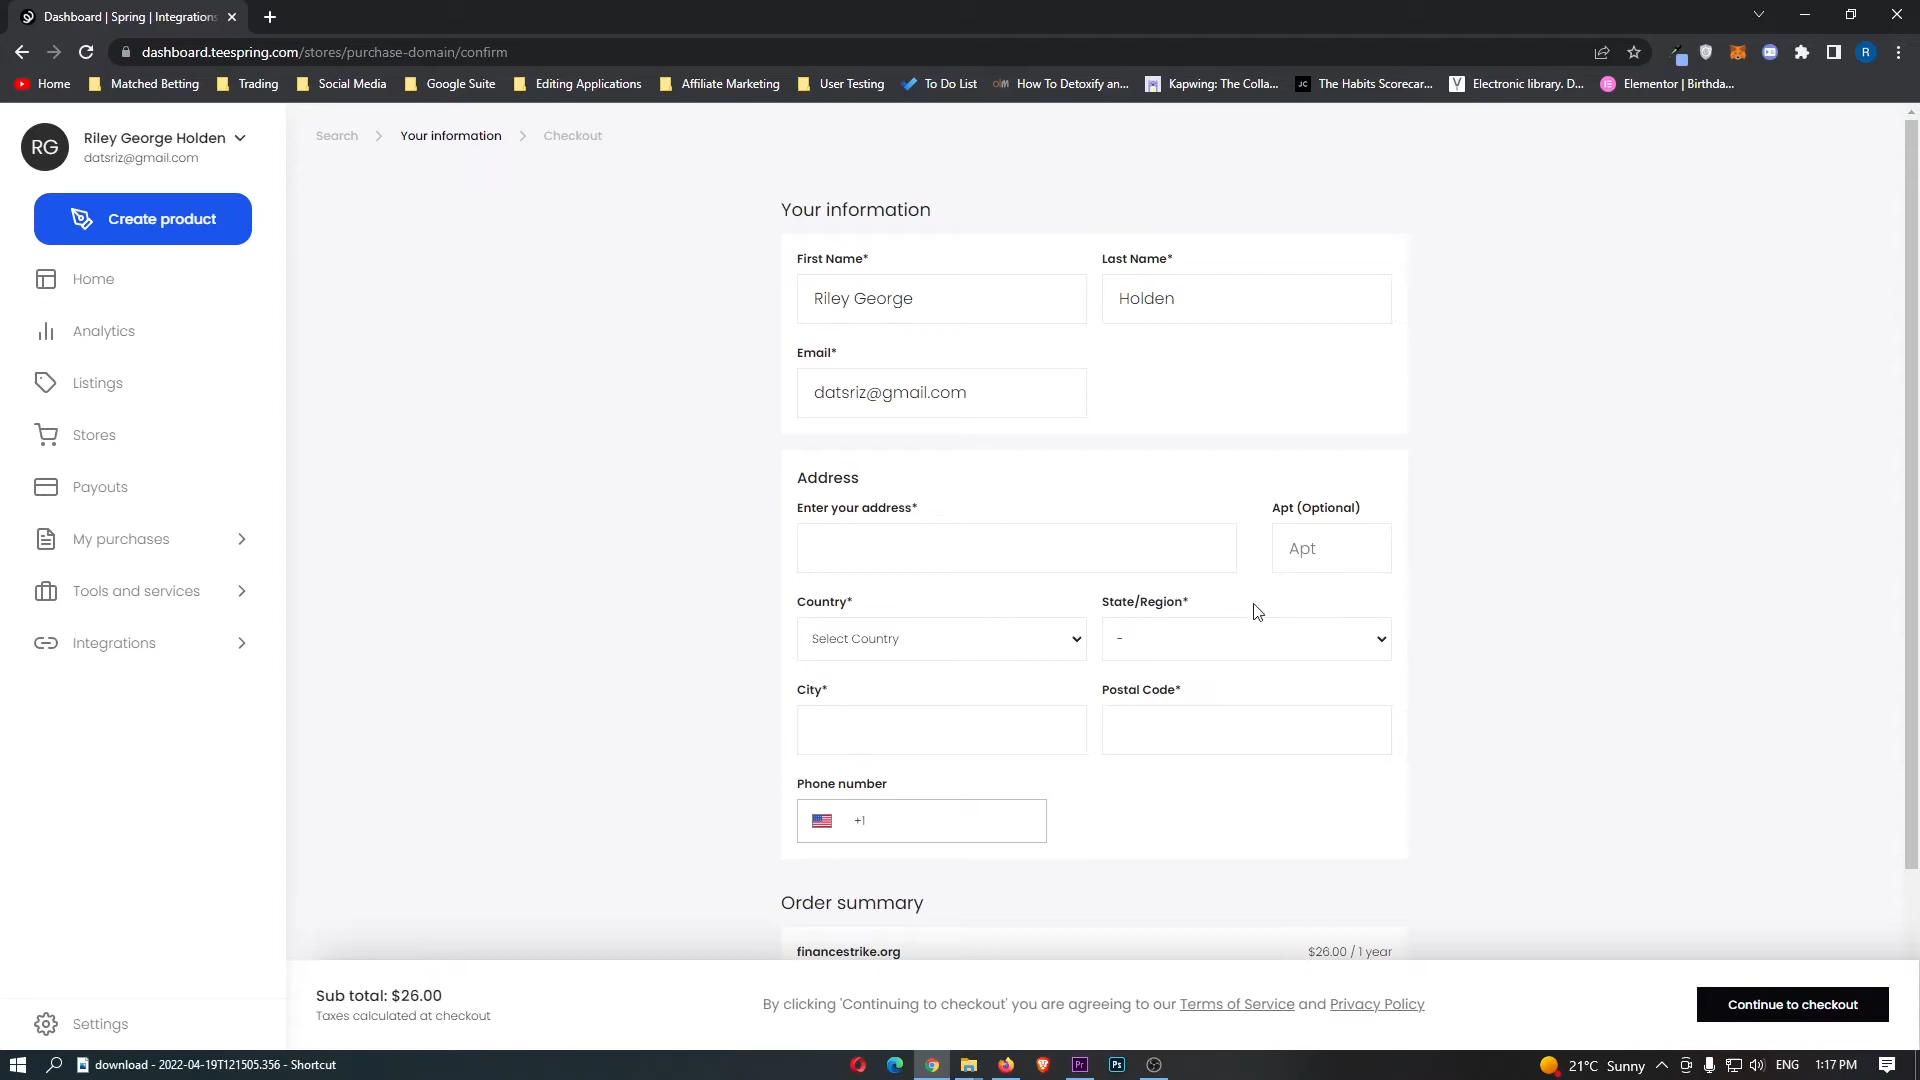 Dashboard | Spring | Integrations
dashboard.teespring.com/stores/purchase-domain/confirm
R
Home Matched Betting Trading Social Media Google Suite Editing Applications Affiliate Marketing User Testing To Do List How To Detoxify an... Kapwing: The Colla... The Habits Scorecar... Electronic library. D... Elementor | Birthda...
RG
Riley George Holden
datsriz@gmail.com
Create product
Home
Analytics
Listings
Stores
Payouts
My purchases
Tools and services
Integrations
Settings
Search > Your information > Checkout
Your information
First Name* Last Name*
Riley George Holden
Email*
datsriz@gmail.com
Address
Enter your address* Apt (Optional)
Apt
Country* State/Region*
Select Country -
City* Postal Code*
Phone number
+1
Order summary
financestrike.org $26.00 / 1 year
Sub total: $26.00
Taxes calculated at checkout
By clicking 'Continuing to checkout' you are agreeing to our Terms of Service and Privacy Policy
Continue to checkout
download - 2022-04-19T121505.356 - Shortcut
Pr Ps
21°C Sunny ENG 1:17 PM